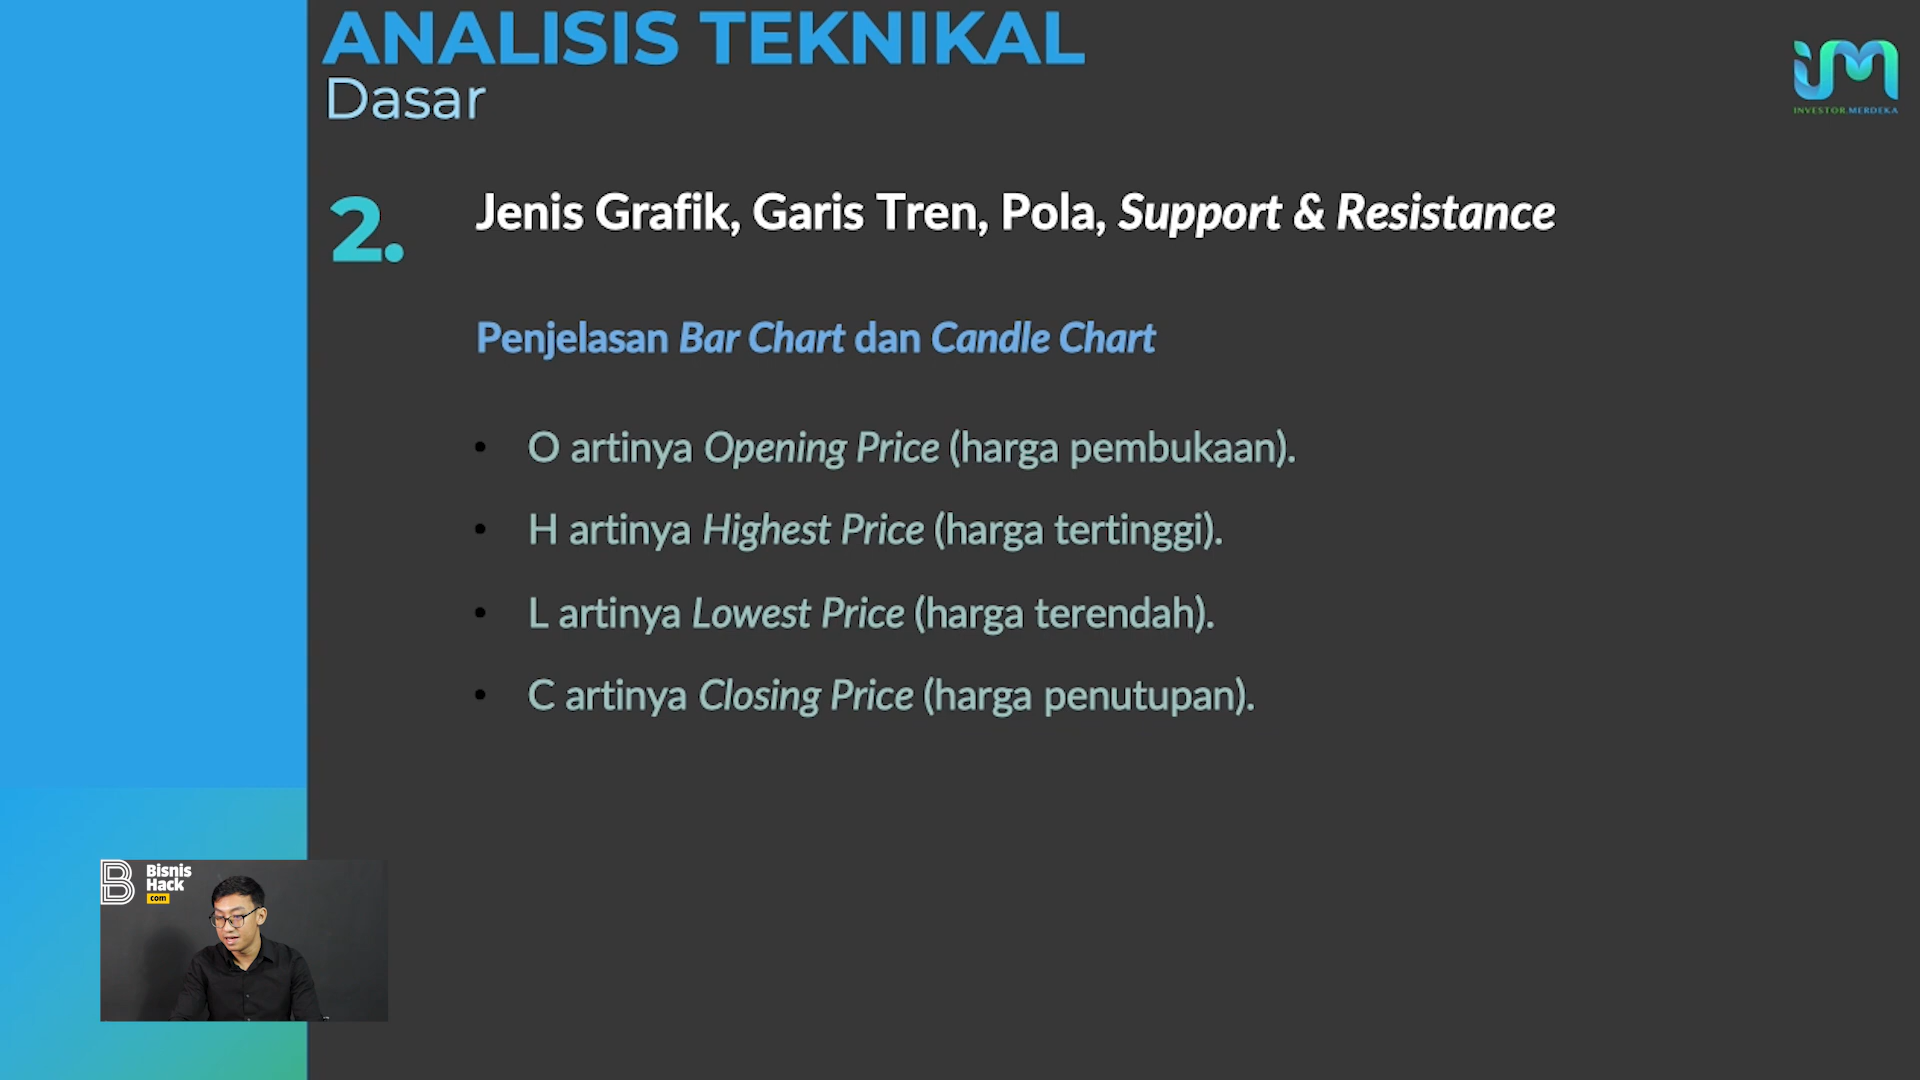 ANALISIS TEKNIKAL
Dasar
INVESTOR.MERDEKA
2.
Jenis Grafik, Garis Tren, Pola, Support & Resistance
Penjelasan Bar Chart dan Candle Chart
• O artinya Opening Price (harga pembukaan).
• H artinya Highest Price (harga tertinggi).
• L artinya Lowest Price (harga terendah).
• C artinya Closing Price (harga penutupan).
B
Bisnis
Hack
com